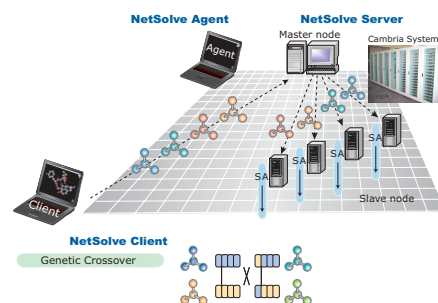 NetSolve Agent
NetSolve Server
Master node
Cambria System
Agent
Client
SA
SA
SA
SA
Slave node
NetSolve Client
Genetic Crossover